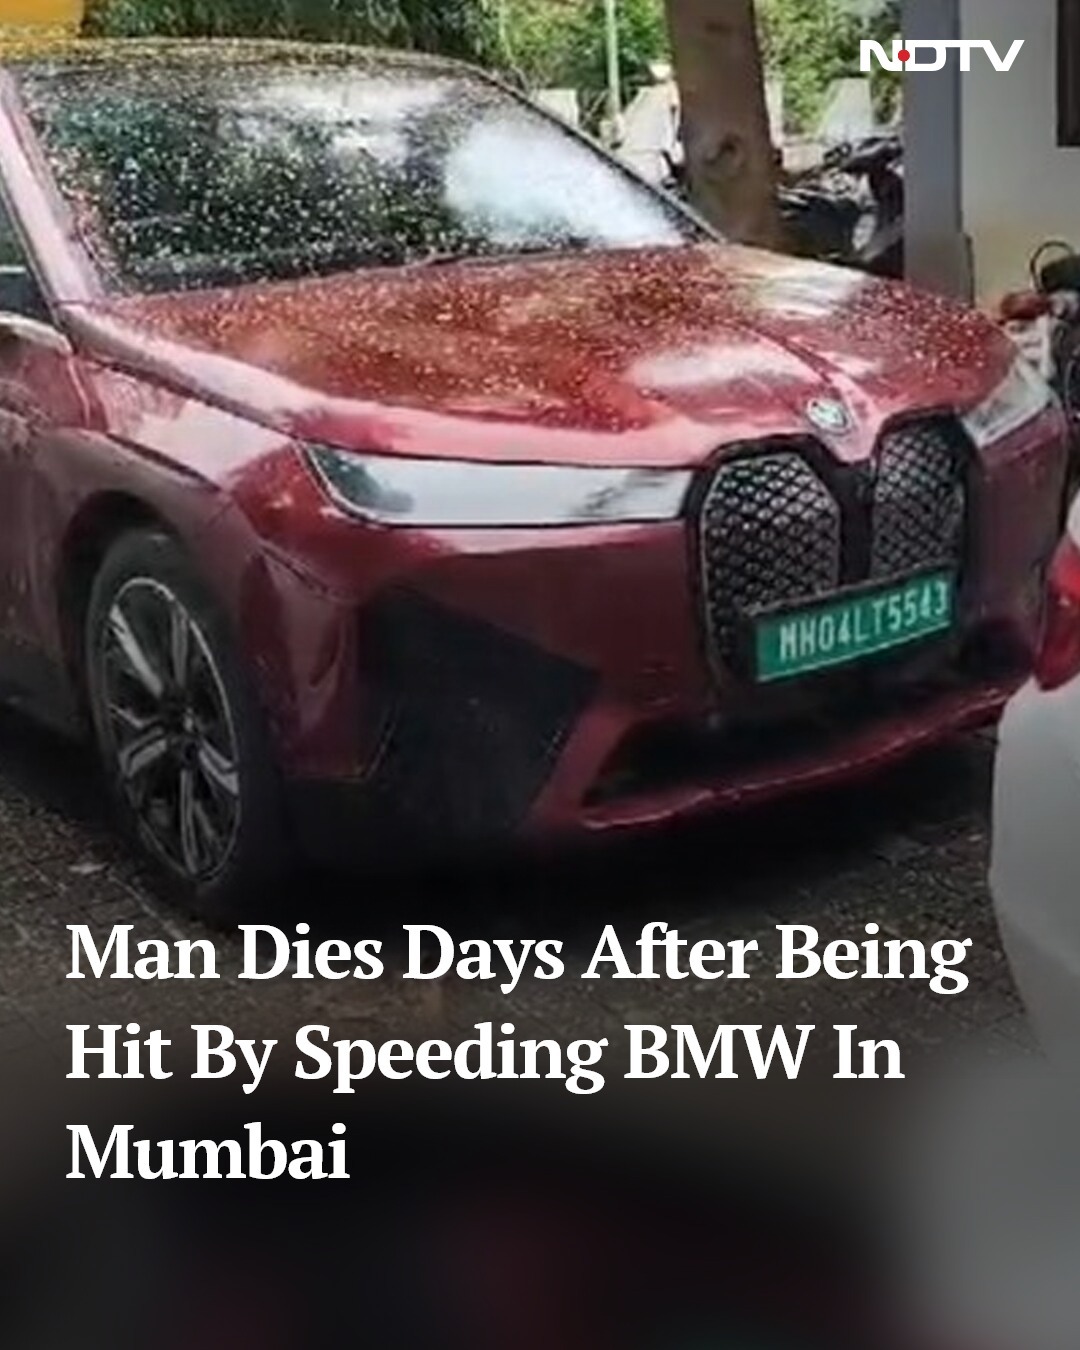 NDTV
MH04LT5543
Man Dies Days After Being
Hit By Speeding BMW In
Mumbai